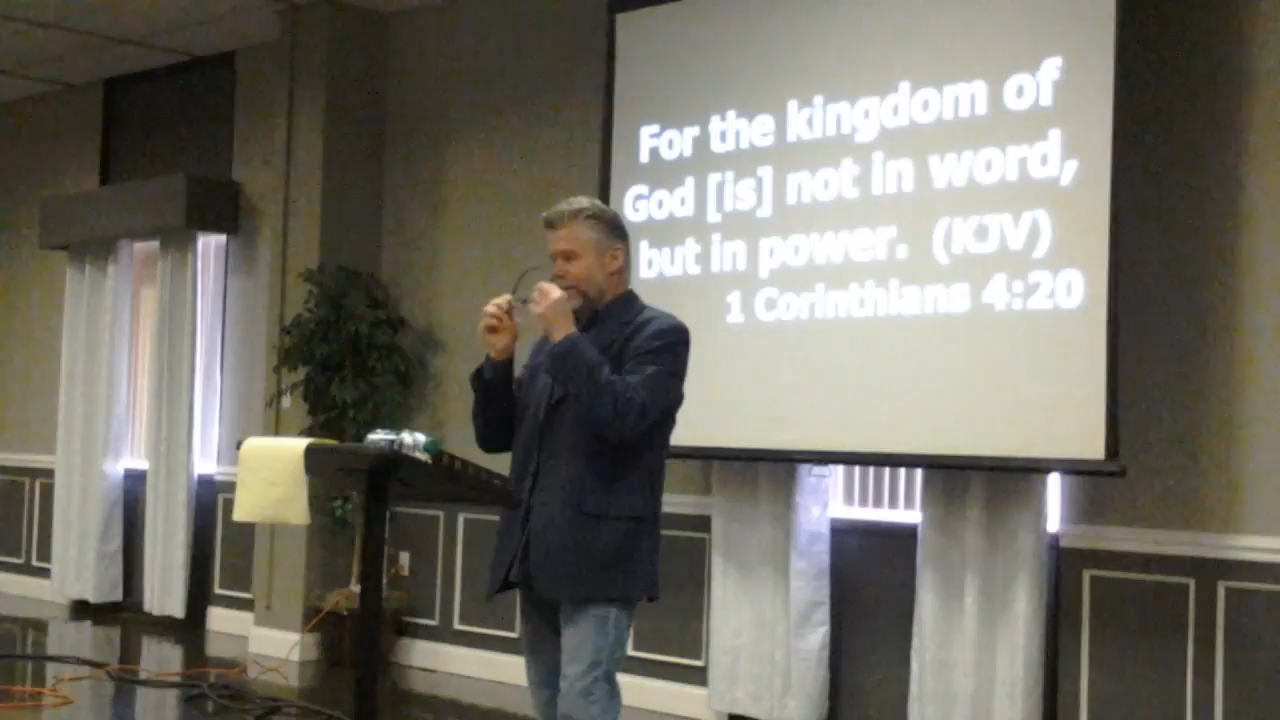 For the kingdom of
God [is] not in word,
but in power. (KJV)
1 Corinthians 4:20